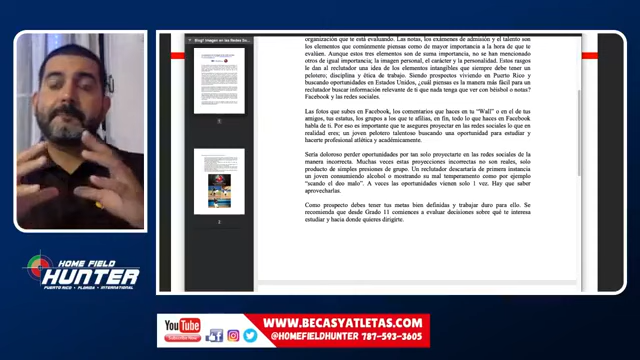 Blog7 Imagen en las Redes So...
organización que te está evaluando. Las notas, los exámenes de admisión y el talento son
los elementos que comúnmente piensas como de mayor importancia a la hora de que te
evalúan. Aunque estos tres elementos son de suma importancia, no se han mencionado
otros de igual importancia; la imagen personal, el carácter y la personalidad. Estos rasgos
le dan al reclutador una idea de los elementos intangibles que siempre debe tener un
pelotero; disciplina y ética de trabajo. Siendo prospectos viviendo en Puerto Rico y
buscando oportunidades en Estados Unidos, ¿cuál piensas es la manera más fácil para un
reclutador buscar información relevante de ti que nada tenga que ver con béisbol o notas?
Facebook y las redes sociales.
Las fotos que subes en Facebook, los comentarios que haces en tu "Wall" o en el de tus
amigos, tus estatus, los grupos a los que te unes, en fin, todo lo que haces en Facebook
habla de ti. Por eso es importante que te asegures proyectar en las redes sociales lo que en
realidad eres; un joven pelotero talentoso buscando una oportunidad para estudiar y
hacerte profesional atlética y académicamente.
Sería doloroso perder oportunidades por tan solo proyectarte en las redes sociales de la
manera incorrecta. Muchas veces estas proyecciones incorrectas no son reales, solo
producto de simples presiones de grupo. Un reclutador descartaría de primera instancia
un joven consumiendo alcohol o mostrando su mal temperamento como por ejemplo
"scando el deo malo". A veces las oportunidades vienen solo 1 vez. Hay que saber
aprovecharlas.
Como prospecto debes tener tus metas bien definidas y trabajar duro para ello. Se
recomienda que desde Grado 11 comiences a evaluar decisiones sobre qué te interesa
estudiar y hacia donde quieres dirigirte.
HOME FIELD
HUNTER
PUERTO RICO • FLORIDA • INTERNATIONAL
YouTube
WWW.BECASYATLETAS.COM
@HOMEFIELDHUNTER 787-593-3605